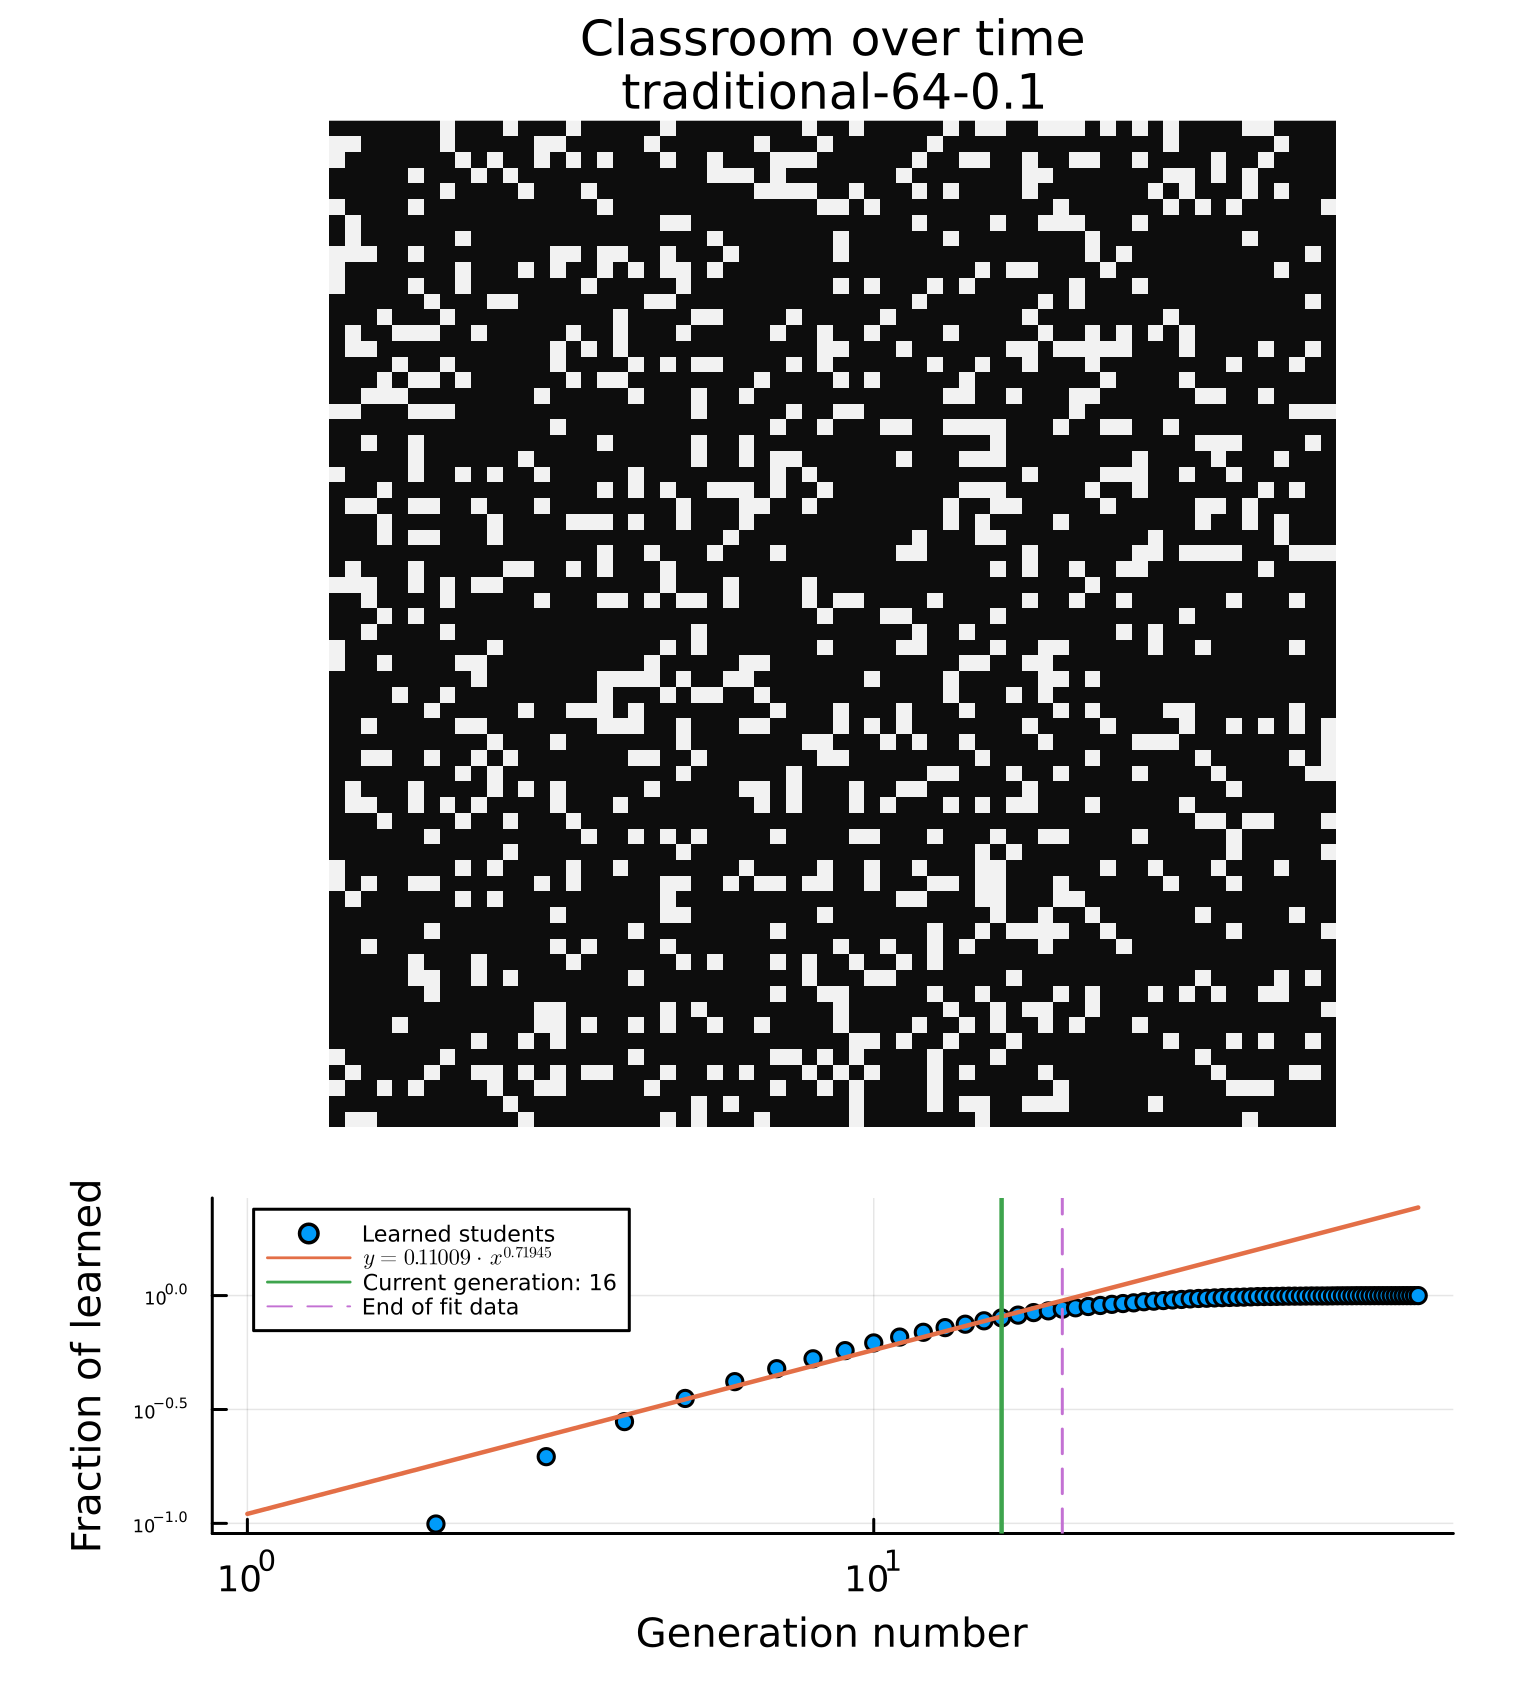 Classroom over time
traditional-64-0.1
Fraction of learned
Learned students
y = 0.11009 · x^0.71945
Current generation: 16
End of fit data
10^0.0
10^−0.5
10^−1.0
10^0
10^1
Generation number